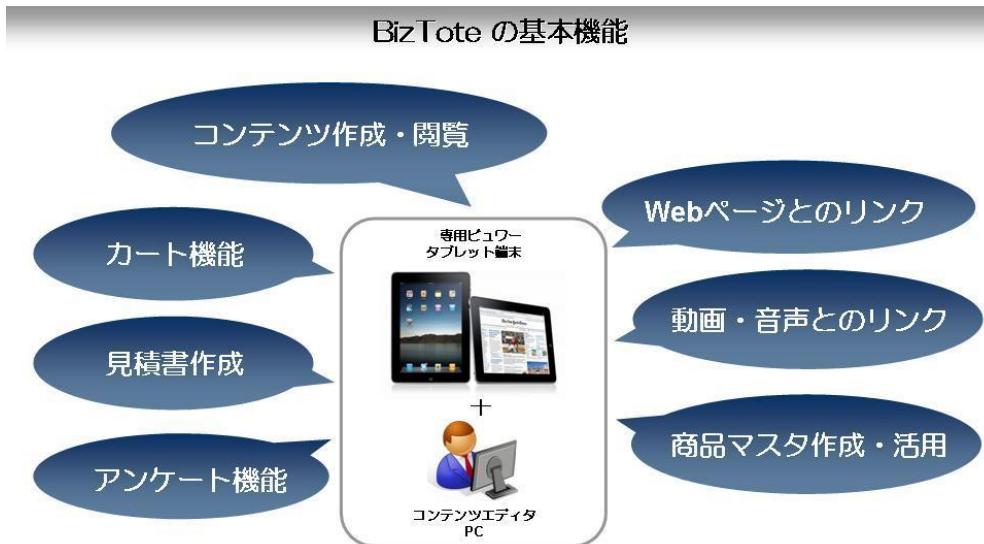 BizTote の基本機能
コンテンツ作成・閲覧
Webページとのリンク
カート機能
専用ビュワー
タブレット端末
動画・音声とのリンク
見積書作成
+
商品マスタ作成・活用
アンケート機能
コンテンツエディタ
PC